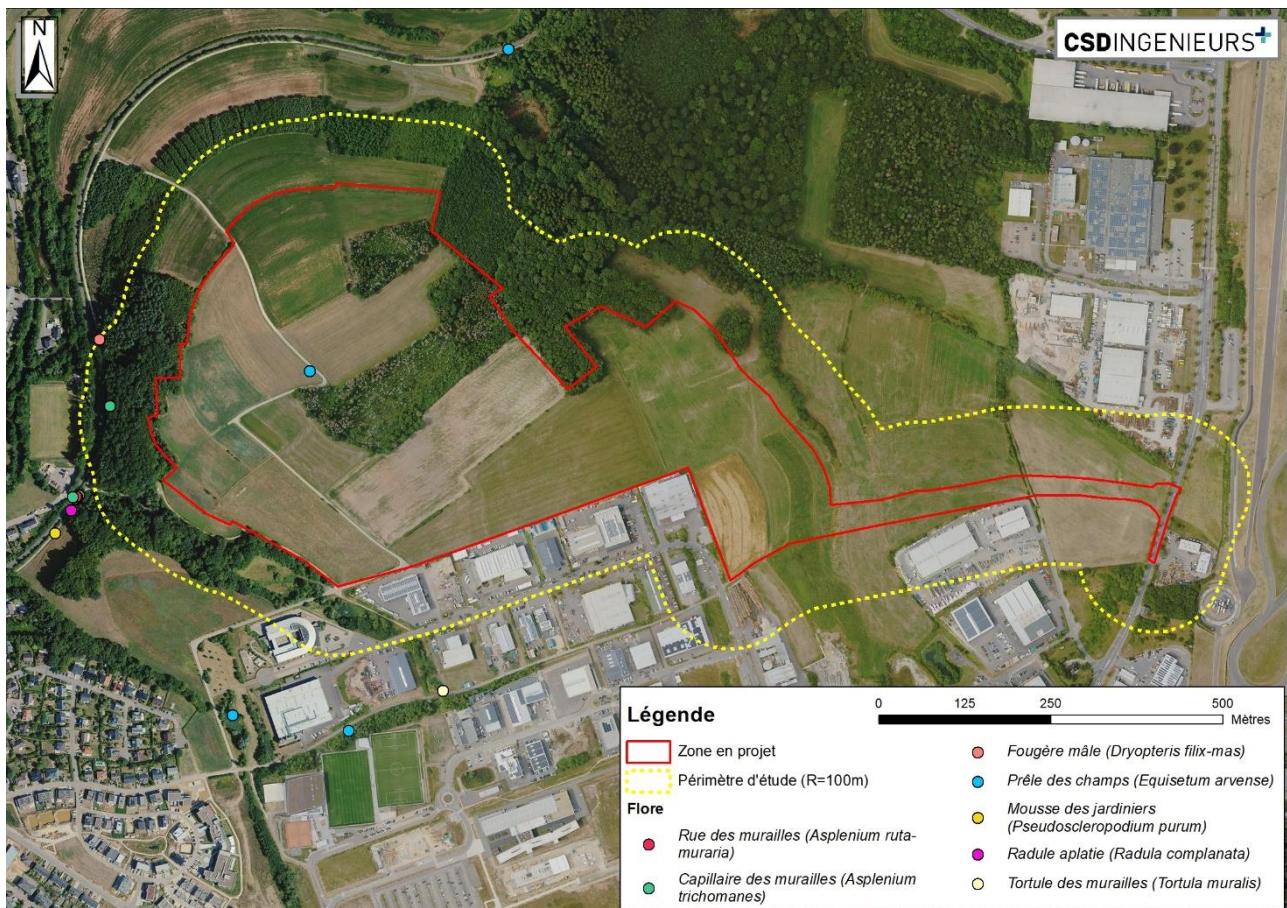 N
CSDINGENIEURS+
Légende
0 125 250 500
Mètres
Zone en projet
Périmètre d'étude (R=100m)
Flore
Rue des murailles (Asplenium ruta-
muraria)
Capillaire des murailles (Asplenium
trichomanes)
Fougère mâle (Dryopteris filix-mas)
Prêle des champs (Equisetum arvense)
Mousse des jardiniers
(Pseudoscleropodium purum)
Radule aplatie (Radula complanata)
Tortule des murailles (Tortula muralis)